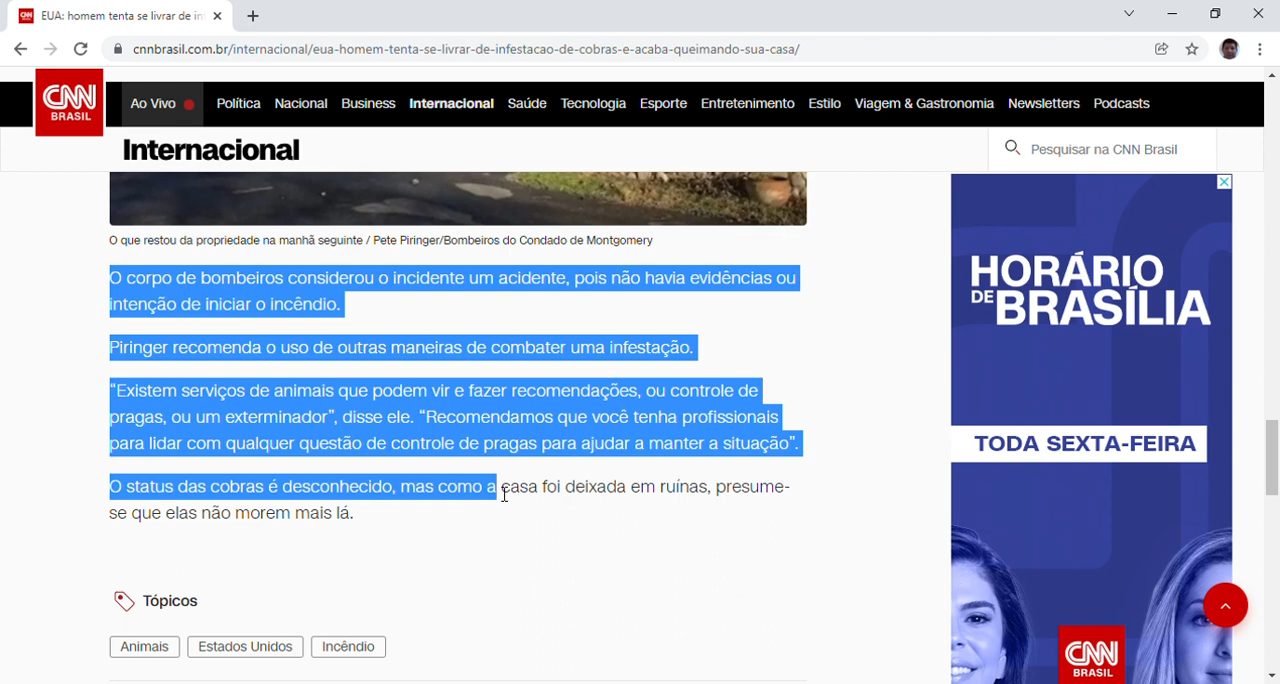 EUA: homem tenta se livrar de in
cnnbrasil.com.br/internacional/eua-homem-tenta-se-livrar-de-infestacao-de-cobras-e-acaba-queimando-sua-casa/
CNN BRASIL
Ao Vivo Política Nacional Business Internacional Saúde Tecnologia Esporte Entretenimento Estilo Viagem & Gastronomia Newsletters Podcasts
Internacional
Pesquisar na CNN Brasil
O que restou da propriedade na manhã seguinte / Pete Piringer/Bombeiros do Condado de Montgomery
O corpo de bombeiros considerou o incidente um acidente, pois não havia evidências ou
intenção de iniciar o incêndio.
Piringer recomenda o uso de outras maneiras de combater uma infestação.
“Existem serviços de animais que podem vir e fazer recomendações, ou controle de
pragas, ou um exterminador”, disse ele. “Recomendamos que você tenha profissionais
para lidar com qualquer questão de controle de pragas para ajudar a manter a situação”.
O status das cobras é desconhecido, mas como a casa foi deixada em ruínas, presume-
se que elas não morem mais lá.
Tópicos
Animais Estados Unidos Incêndio
HORÁRIO
DE BRASÍLIA
TODA SEXTA-FEIRA
CNN
BRASIL